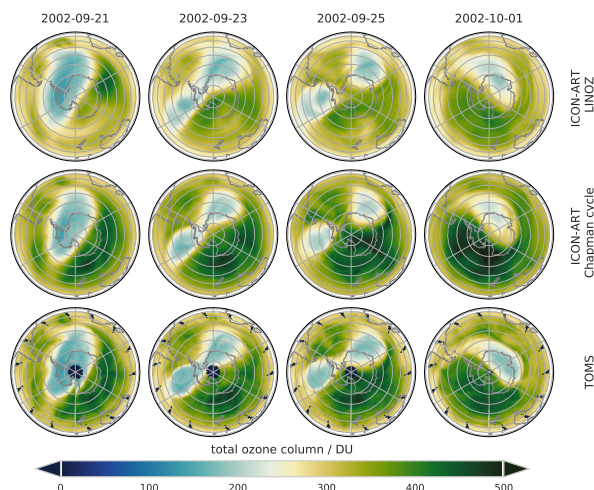 2002-09-21 2002-09-23 2002-09-25 2002-10-01
ICON-ART
LINOZ
ICON-ART
Chapman cycle
TOMS
total ozone column / DU
0 100 200 300 400 500